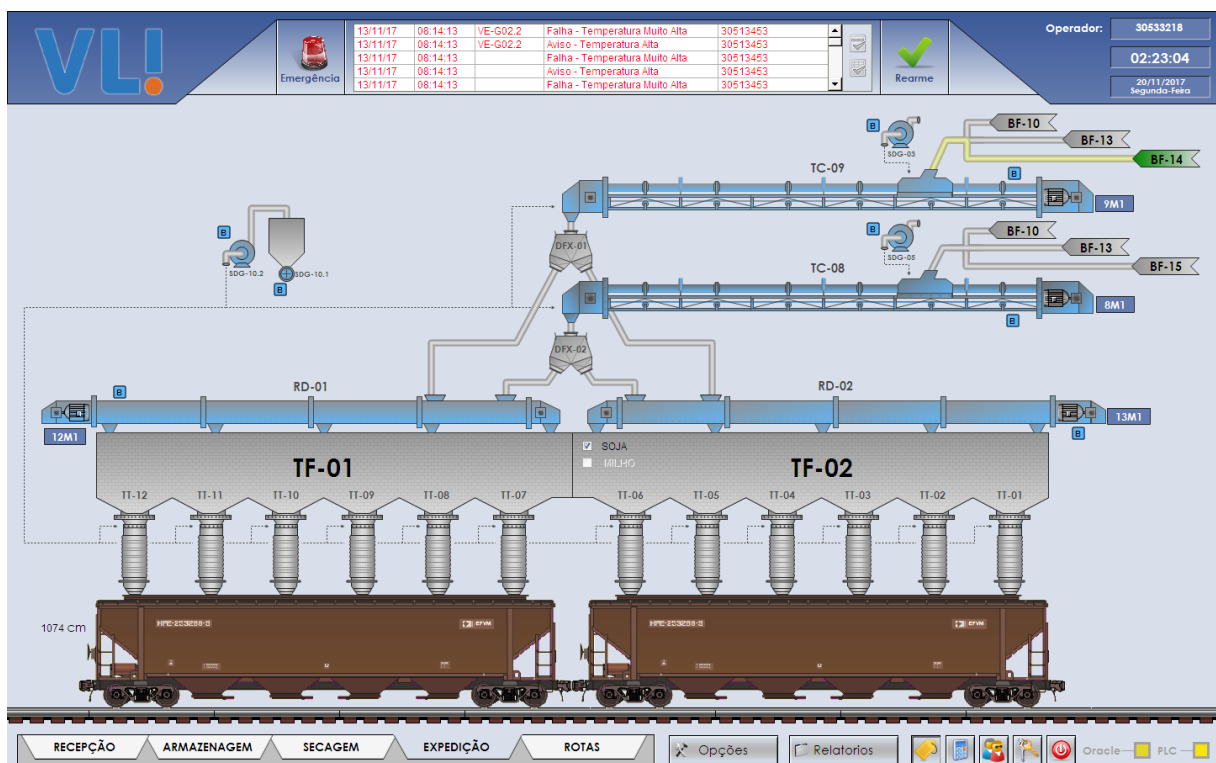 VL!
Emergência
13/11/17 08:14:13 VE-G02.2 Falha - Temperatura Muito Alta 30513453
13/11/17 08:14:13 VE-G02.2 Aviso - Temperatura Alta 30513453
13/11/17 08:14:13 Falha - Temperatura Muito Alta 30513453
13/11/17 08:14:13 Aviso - Temperatura Alta 30513453
13/11/17 08:14:13 Falha - Temperatura Muito Alta 30513453
Rearme
Operador: 30533218
02:23:04
20/11/2017
Segunda-Feira
B
SDG-05
BF-10
BF-13
BF-14
TC-09
B
9M1
B
SDG-10.2
SDG-10.1
B
DFX-01
B
SDG-05
BF-10
BF-13
BF-15
TC-08
8M1
B
DFX-02
RD-01
RD-02
B
12M1
13M1
B
TF-01
SOJA
MILHO
TF-02
TT-12 TT-11 TT-10 TT-09 TT-08 TT-07 TT-06 TT-05 TT-04 TT-03 TT-02 TT-01
1074 cm
EFVM
EFVM
RECEPÇÃO ARMAZENAGEM SECAGEM EXPEDIÇÃO ROTAS Opções Relatorios Oracle PLC